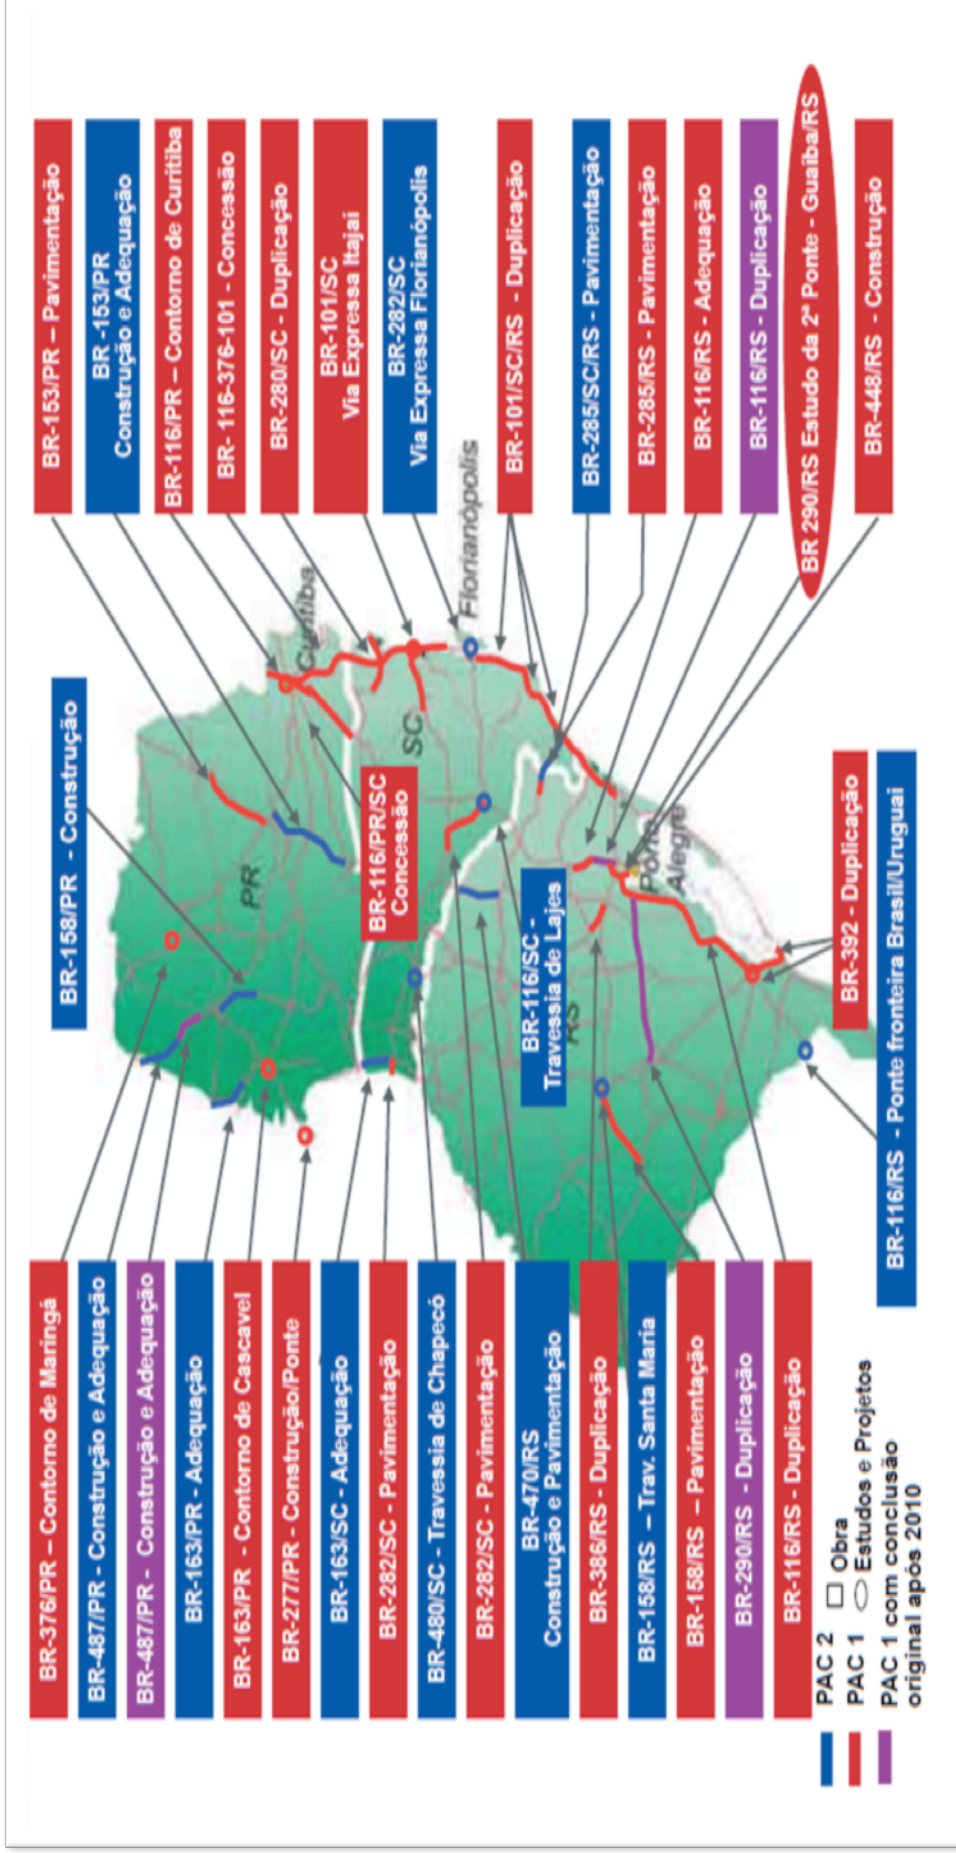 BR-376/PR – Contorno de Maringá
BR-487/PR - Construção e Adequação
BR-487/PR - Construção e Adequação
BR-163/PR - Adequação
BR-163/PR - Contorno de Cascavel
BR-277/PR - Construção/Ponte
BR-163/SC - Adequação
BR-282/SC - Pavimentação
BR-480/SC - Travessia de Chapecó
BR-282/SC - Pavimentação
BR-470/RS
Construção e Pavimentação
BR-386/RS - Duplicação
BR-158/RS – Trav. Santa Maria
BR-158/RS – Pavimentação
BR-290/RS - Duplicação
BR-116/RS - Duplicação
BR-158/PR - Construção
PR
Curitiba
BR-116/PR/SC
Concessão
SC
Florianópolis
BR-116/SC -
Travessia de Lajes
RS
Porto
Alegre
BR-392 - Duplicação
BR-116/RS - Ponte fronteira Brasil/Uruguai
BR-153/PR – Pavimentação
BR -153/PR
Construção e Adequação
BR-116/PR – Contorno de Curitiba
BR- 116-376-101 - Concessão
BR-280/SC - Duplicação
BR-101/SC
Via Expressa Itajaí
BR-282/SC
Via Expressa Florianópolis
BR-101/SC/RS - Duplicação
BR-285/SC/RS - Pavimentação
BR-285/RS - Pavimentação
BR-116/RS - Adequação
BR-116/RS - Duplicação
BR 290/RS Estudo da 2ª Ponte - Guaíba/RS
BR-448/RS - Construção
PAC 2
Obra
PAC 1
Estudos e Projetos
PAC 1 com conclusão
original após 2010